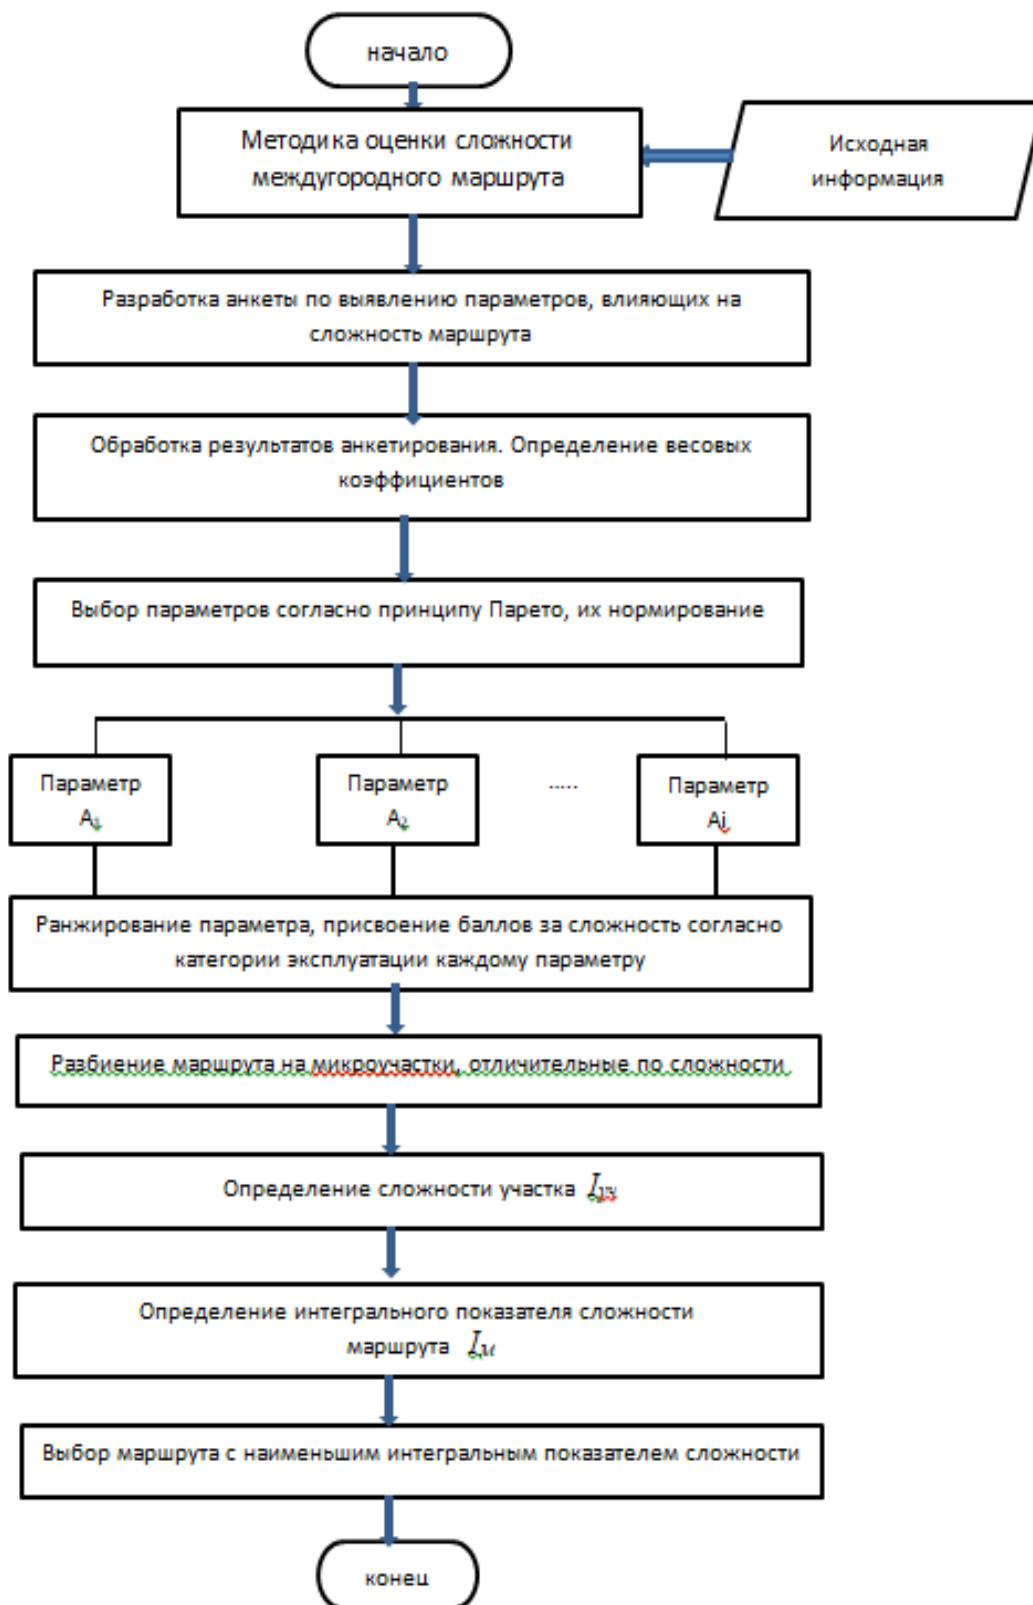 начало
Методика оценки сложности
междугородного маршрута
Исходная
информация
Разработка анкеты по выявлению параметров, влияющих на
сложность маршрута
Обработка результатов анкетирования. Определение весовых
коэффициентов
Выбор параметров согласно принципу Парето, их нормирование
Параметр
A₁
Параметр
A₂
.....
Параметр
Ai
Ранжирование параметра, присвоение баллов за сложность согласно
категории эксплуатации каждому параметру
Разбиение маршрута на микроучастки, отличительные по сложности
Определение сложности участка I
Определение интегрального показателя сложности
маршрута I_M
Выбор маршрута с наименьшим интегральным показателем сложности
конец